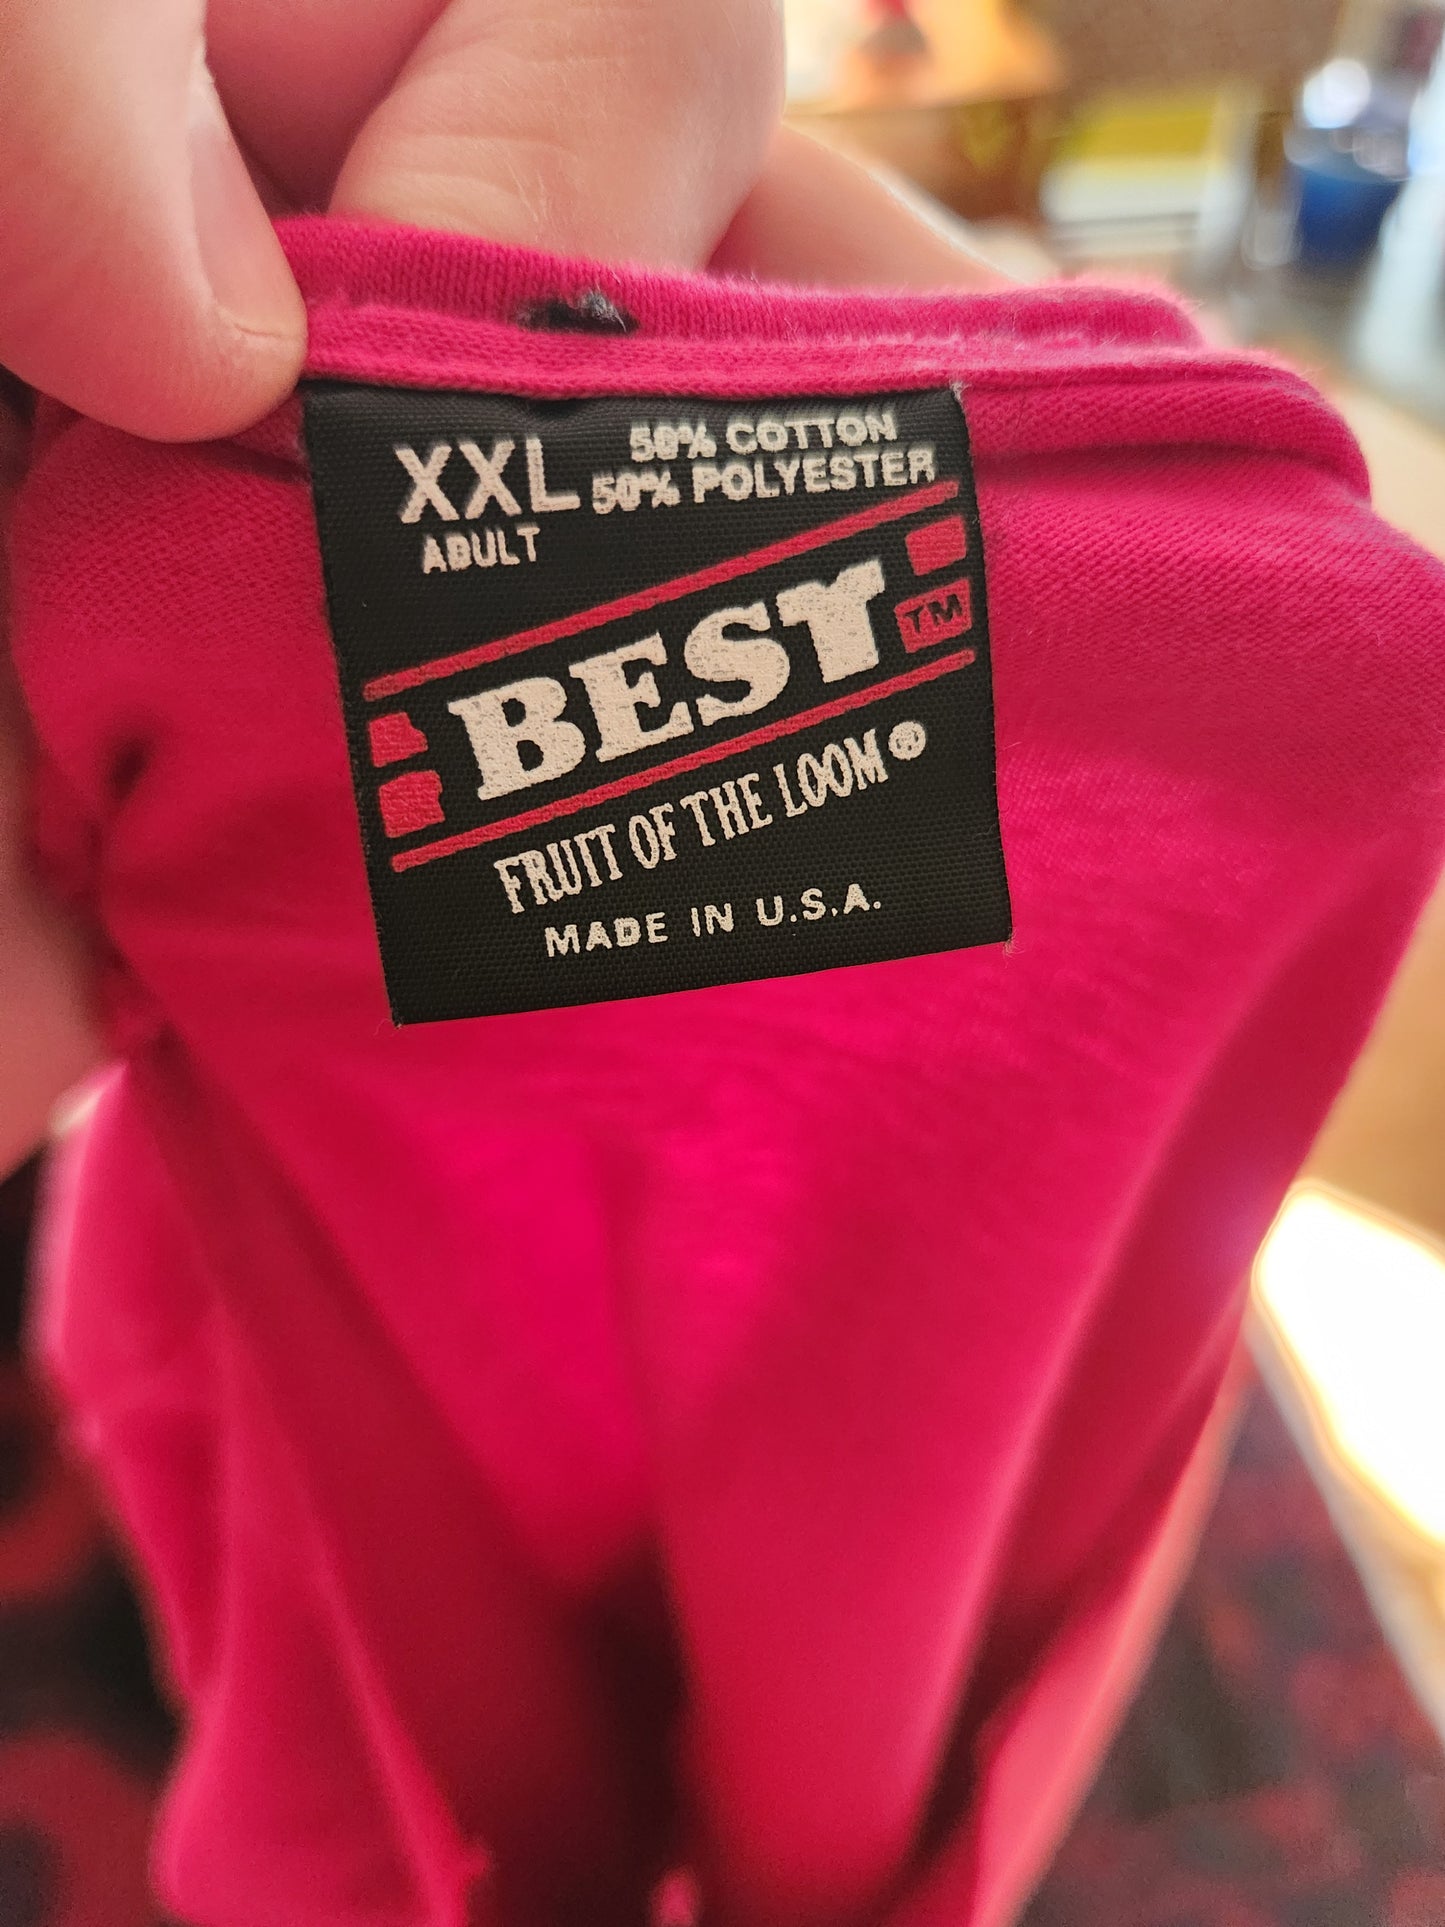 XXL
ADULT
50% COTTON
50% POLYESTER
BEST TM
FRUIT OF THE LOOM®
MADE IN U.S.A.